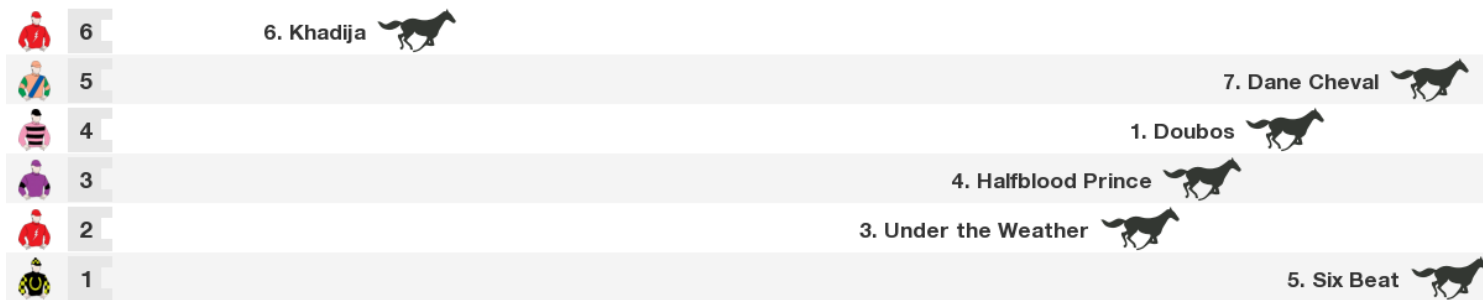 6 6. Khadija
5 7. Dane Cheval
4 1. Doubos
3 4. Halfblood Prince
2 3. Under the Weather
1 5. Six Beat